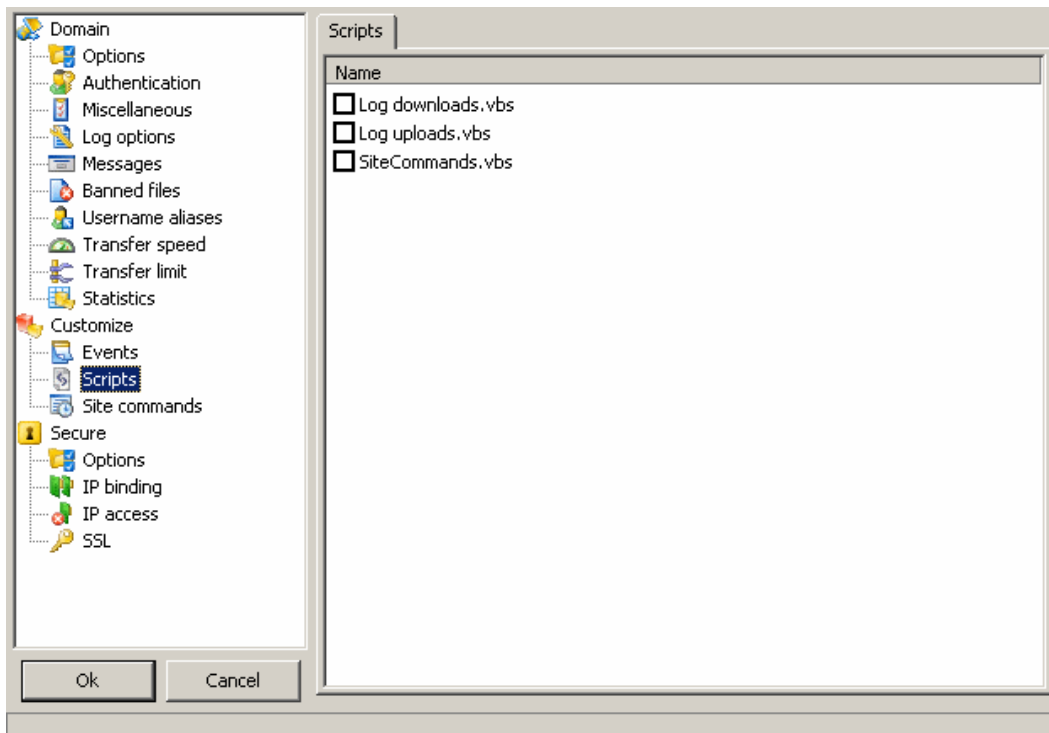 Domain
Options
Authentication
Miscellaneous
Log options
Messages
Banned files
Username aliases
Transfer speed
Transfer limit
Statistics
Customize
Events
Scripts
Site commands
Secure
Options
IP binding
IP access
SSL
Ok
Cancel
Scripts
Name
Log downloads.vbs
Log uploads.vbs
SiteCommands.vbs